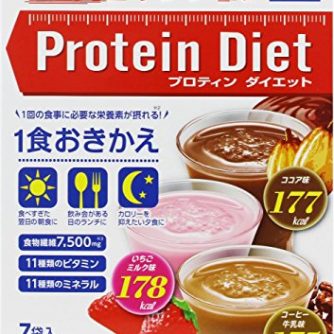 Protein Diet
プロティン ダイエット
1回の食事に必要な栄養素が摂れる!
※2
1食おきかえ
食べすぎた
翌日の朝食に
飲み会がある
日のランチに
カロリーを
抑えたい夕食に
食物繊維7,500mg
11種類のビタミン
11種類のミネラル
7袋入
ココア味
177
kcal
いちご
ミルク味
178
kcal
コーヒー
牛乳味